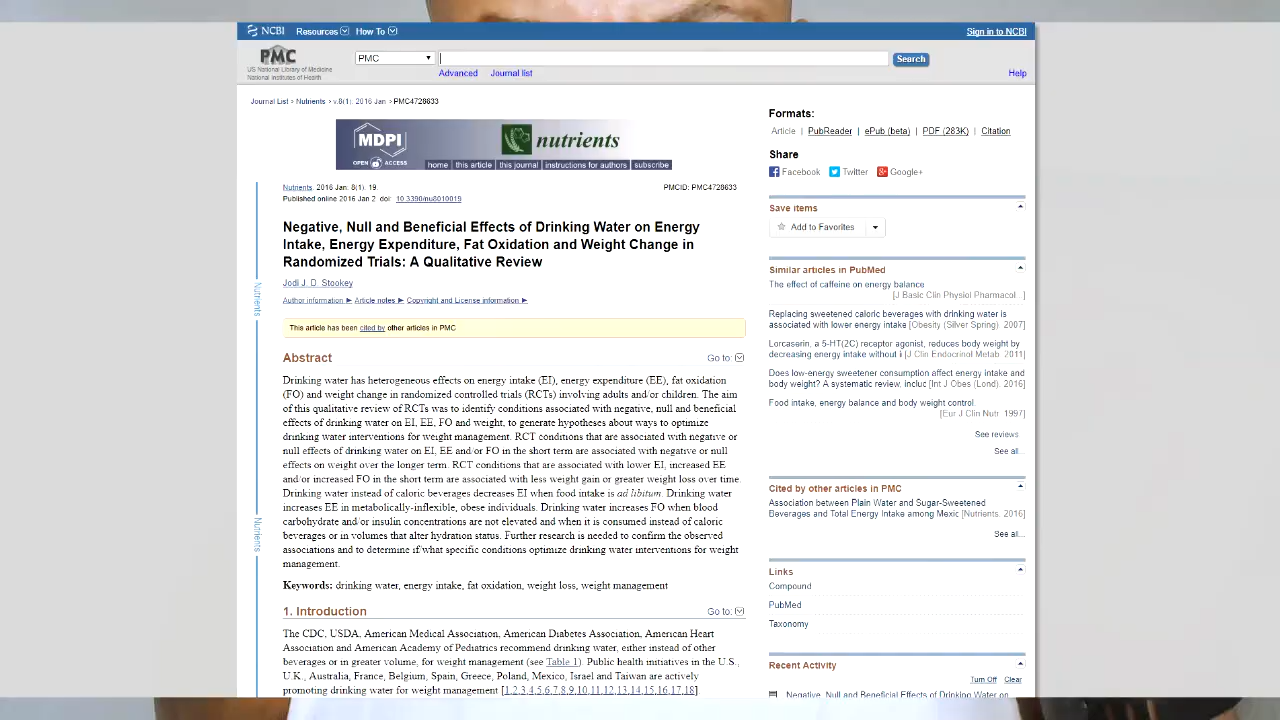 NCBI Resources How To Sign in to NCBI
PMC
US National Library of Medicine
National Institutes of Health
PMC Search
Advanced Journal list Help
Journal List > Nutrients > v.8(1); 2016 Jan > PMC4728633
MDPI
OPEN ACCESS
nutrients
home | this article | this journal | instructions for authors | subscribe
Nutrients. 2016 Jan; 8(1): 19. PMCID: PMC4728633
Published online 2016 Jan 2. doi: 10.3390/nu8010019
Negative, Null and Beneficial Effects of Drinking Water on Energy
Intake, Energy Expenditure, Fat Oxidation and Weight Change in
Randomized Trials: A Qualitative Review
Jodi J. D. Stookey
Author information ► Article notes ► Copyright and License information ►
This article has been cited by other articles in PMC.
Abstract Go to:
Drinking water has heterogeneous effects on energy intake (EI), energy expenditure (EE), fat oxidation
(FO) and weight change in randomized controlled trials (RCTs) involving adults and/or children. The aim
of this qualitative review of RCTs was to identify conditions associated with negative, null and beneficial
effects of drinking water on EI, EE, FO and weight, to generate hypotheses about ways to optimize
drinking water interventions for weight management. RCT conditions that are associated with negative or
null effects of drinking water on EI, EE and/or FO in the short term are associated with negative or null
effects on weight over the longer term. RCT conditions that are associated with lower EI, increased EE
and/or increased FO in the short term are associated with less weight gain or greater weight loss over time.
Drinking water instead of caloric beverages decreases EI when food intake is ad libitum. Drinking water
increases EE in metabolically-inflexible, obese individuals. Drinking water increases FO when blood
carbohydrate and/or insulin concentrations are not elevated and when it is consumed instead of caloric
beverages or in volumes that alter hydration status. Further research is needed to confirm the observed
associations and to determine if what specific conditions optimize drinking water interventions for weight
management.
Keywords: drinking water, energy intake, fat oxidation, weight loss, weight management
1. Introduction Go to:
The CDC, USDA, American Medical Association, American Diabetes Association, American Heart
Association and American Academy of Pediatrics recommend drinking water, either instead of other
beverages or in greater volume, for weight management (see Table 1). Public health initiatives in the U.S.,
U.K., Australia, France, Belgium, Spain, Greece, Poland, Mexico, Israel and Taiwan are actively
promoting drinking water for weight management [1,2,3,4,5,6,7,8,9,10,11,12,13,14,15,16,17,18]
Nutrients
Nutrients
Formats:
Article | PubReader | ePub (beta) | PDF (283K) | Citation
Share
Facebook Twitter Google+
Save items
Add to Favorites
Similar articles in PubMed
The effect of caffeine on energy balance
[J Basic Clin Physiol Pharmacol...]
Replacing sweetened caloric beverages with drinking water is
associated with lower energy intake [Obesity (Silver Spring). 2007]
Lorcaserin, a 5-HT(2C) receptor agonist, reduces body weight by
decreasing energy intake without i [J Clin Endocrinol Metab. 2011]
Does low-energy sweetener consumption affect energy intake and
body weight? A systematic review, incluc [Int J Obes (Lond). 2016]
Food intake, energy balance and body weight control.
[Eur J Clin Nutr. 1997]
See reviews...
See all...
Cited by other articles in PMC
Association between Plain Water and Sugar-Sweetened
Beverages and Total Energy Intake among Mexic [Nutrients. 2016]
See all...
Links
Compound
PubMed
Taxonomy
Recent Activity
Turn Off Clear
Negative, Null and Beneficial Effects of Drinking Water on